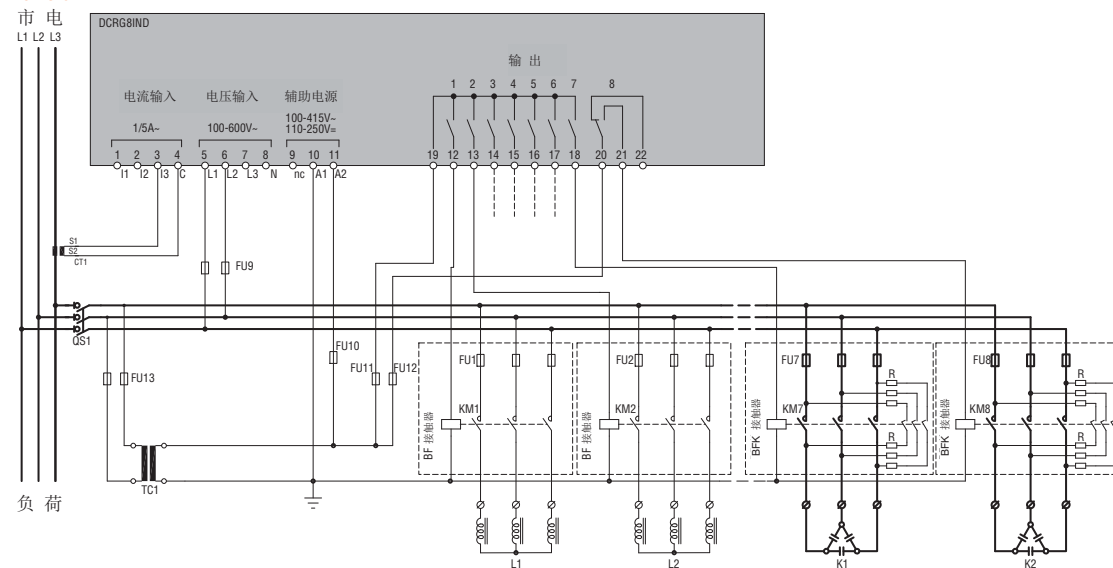 市 电
L1 L2 L3
DCRG8IND
输 出
1 2 3 4 5 6 7 8
电流输入 电压输入 辅助电源
1/5A~ 100-600V~ 100-415V~
110-250V=
1 2 3 4 5 6 7 8 9 10 11 19 12 13 14 15 16 17 18 20 21 22
I1 I2 I3 C L1 L2 L3 N nc A1 A2
S1
S2
CT1
FU9
QS1
FU10
FU13 FU11 FU12 FU1 FU2 FU7 R FU8 R
BF 接触器 KM1 BF 接触器 KM2 BFK 接触器 KM7 BFK 接触器 KM8
R R
TC1
负 荷
L1 L2 K1 K2